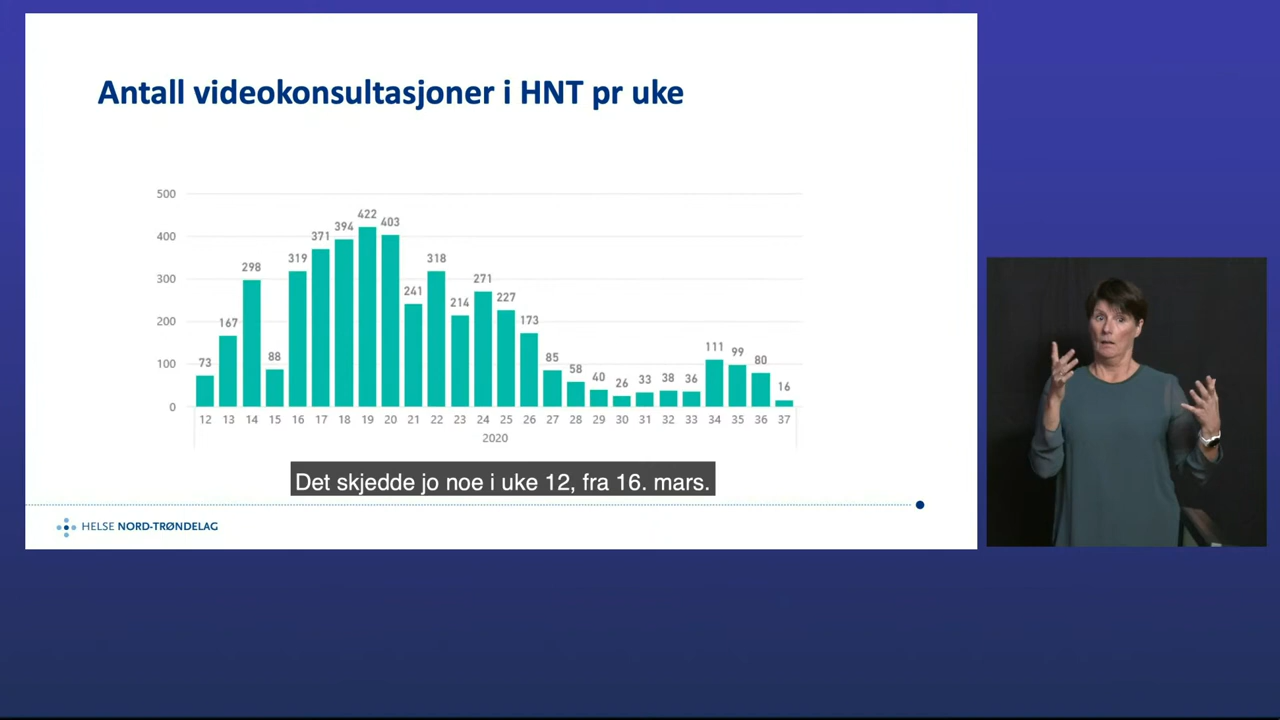 Antall videokonsultasjoner i HNT pr uke
500
400
300
200
100
0
73 167 298 88 319 371 394 422 403 241 318 214 271 227 173 85 58 40 26 33 38 36 111 99 80 16
12 13 14 15 16 17 18 19 20 21 22 23 24 25 26 27 28 29 30 31 32 33 34 35 36 37
2020
Det skjedde jo noe i uke 12, fra 16. mars.
HELSE NORD-TRØNDELAG